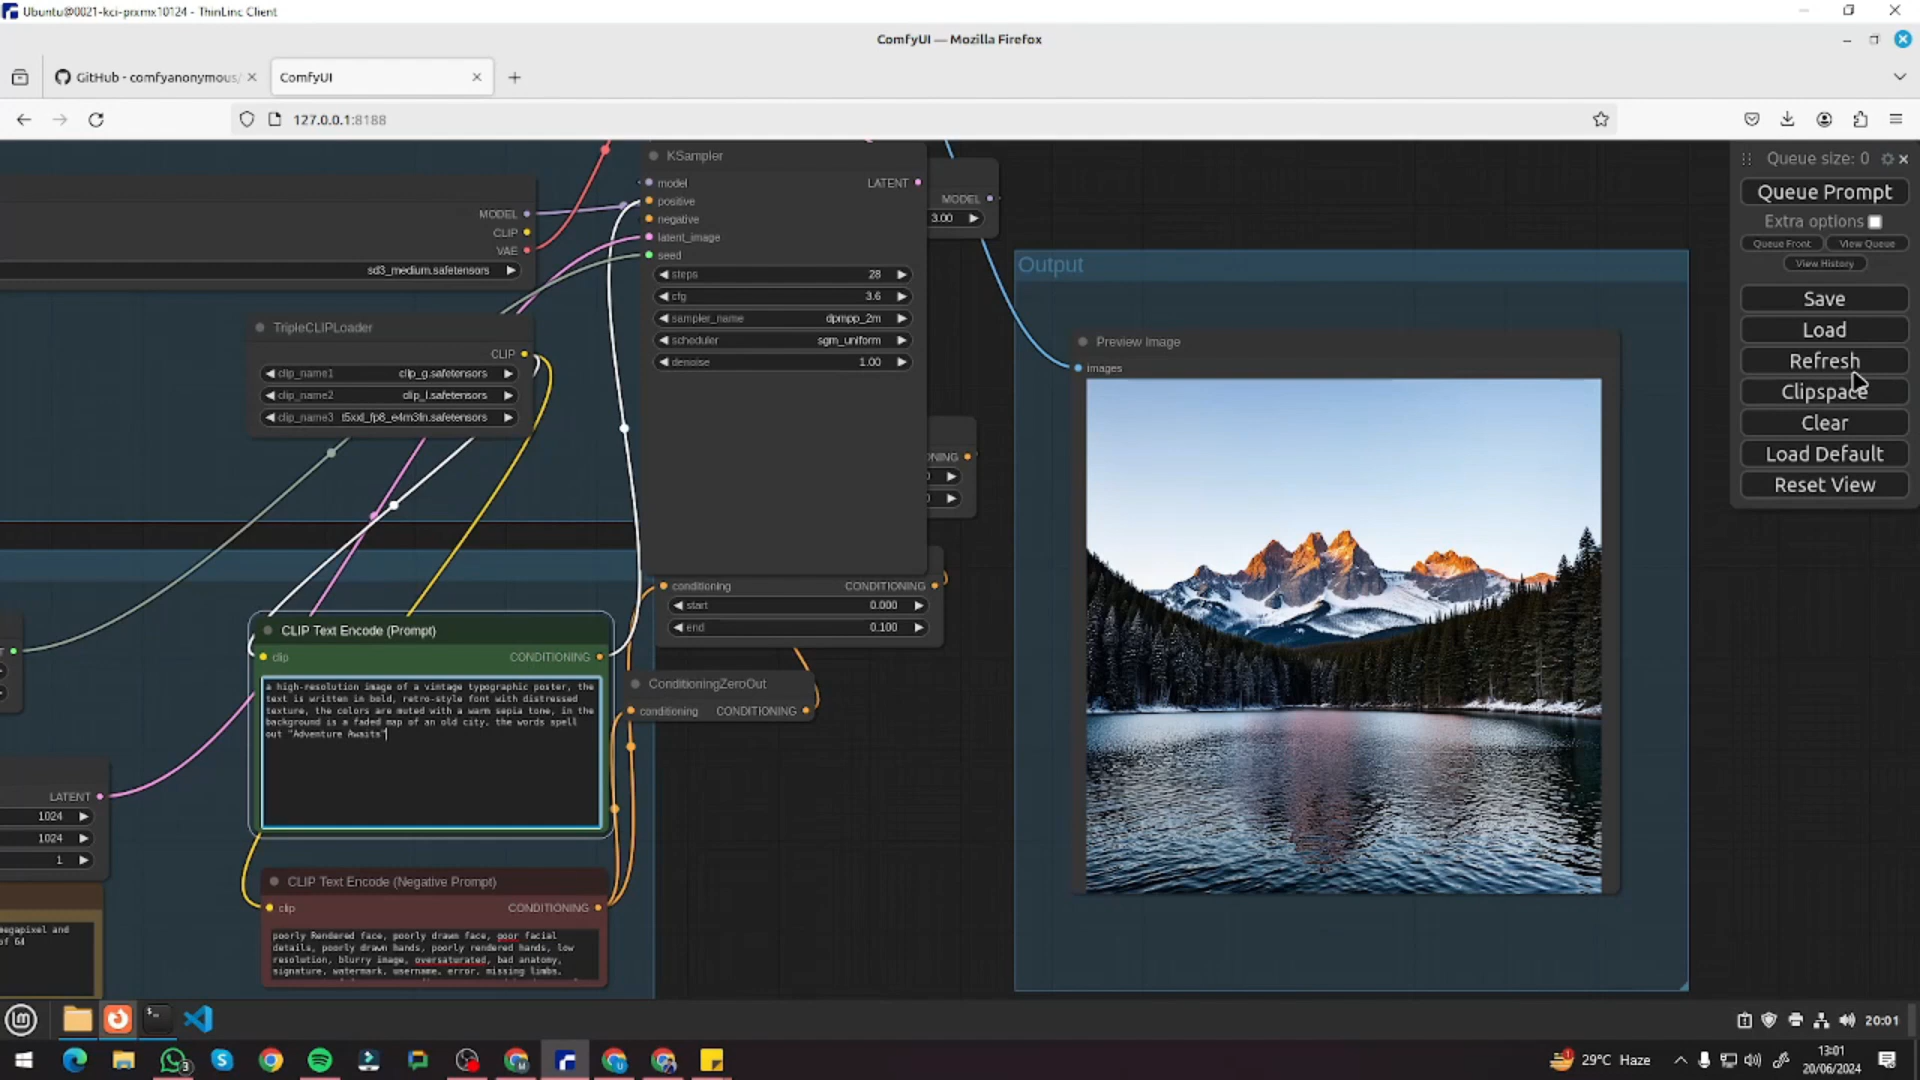 Ubuntu@0021-kci-prxmx10124 - ThinLinc Client
ComfyUI — Mozilla Firefox
GitHub - comfyanonymous/
ComfyUI
127.0.0.1:8188
KSampler
model
LATENT
positive
negative
latent_image
seed
steps 28
cfg 3.6
sampler_name dpmpp_2m
scheduler sgm_uniform
denoise 1.00
MODEL
3.00
MODEL
CLIP
VAE
sd3_medium.safetensors
TripleCLIPLoader
CLIP
clip_name1 clip_g.safetensors
clip_name2 clip_l.safetensors
clip_name3 t5xxl_fp8_e4m3fn.safetensors
ONING
0
0
conditioning CONDITIONING
start 0.000
end 0.100
ConditioningZeroOut
conditioning CONDITIONING
CLIP Text Encode (Prompt)
clip CONDITIONING
a high-resolution image of a vintage typographic poster, the
text is written in bold, retro-style font with distressed
texture, the colors are muted with a warm sepia tone, in the
background is a faded map of an old city. the words spell
out "Adventure Awaits"
CLIP Text Encode (Negative Prompt)
clip CONDITIONING
poorly Rendered face, poorly drawn face, poor facial
details, poorly drawn hands, poorly rendered hands, low
resolution, blurry image, oversaturated, bad anatomy,
signature, watermark, username, error, missing limbs,
T
LATENT
1024
1024
1
egapixel and
of 64
Output
Preview Image
images
Queue size: 0
Queue Prompt
Extra options
Queue Front
View Queue
View History
Save
Load
Refresh
Clipspace
Clear
Load Default
Reset View
20:01
3
29°C Haze
13:01
20/06/2024